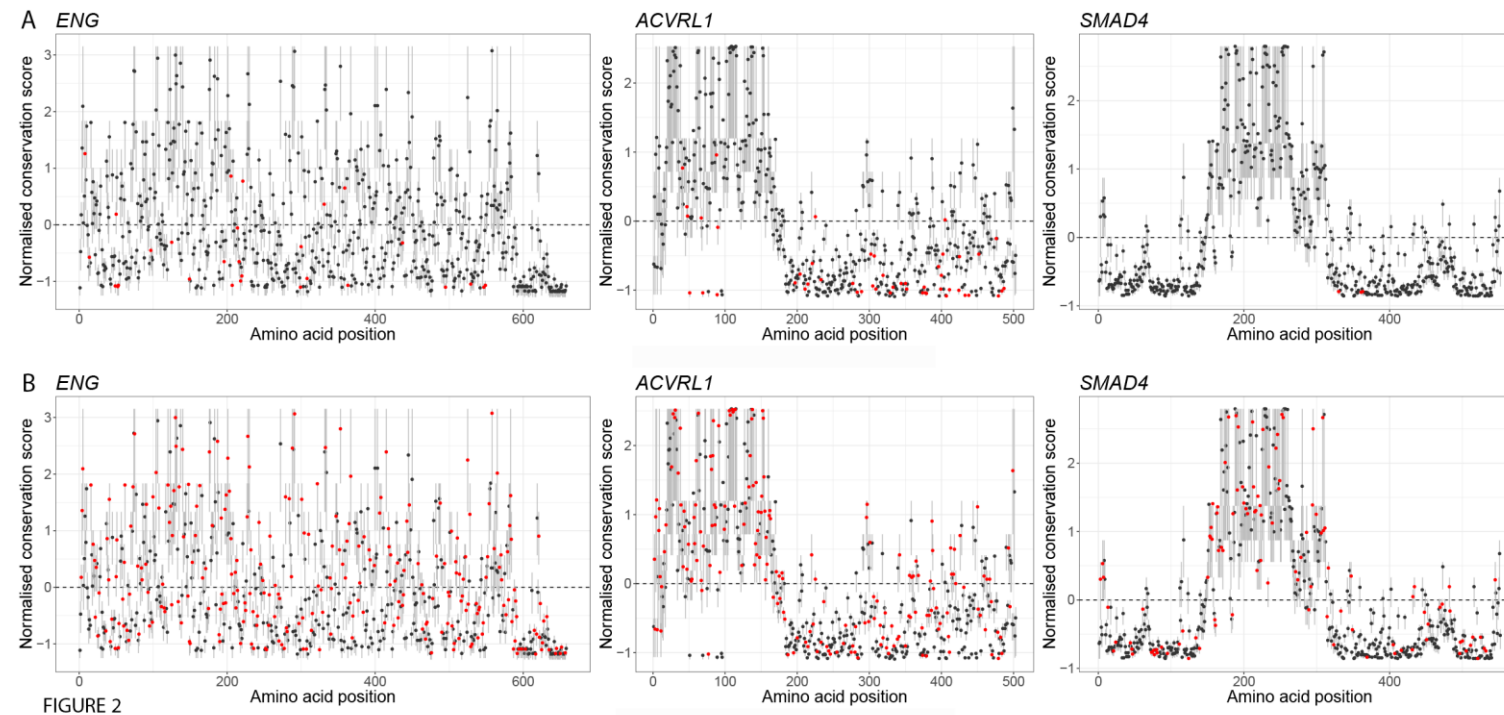 A
ENG
ACVRL1
SMAD4
Normalised conservation score
3
2
1
0
−1
0
200
400
600
Amino acid position
Normalised conservation score
2
1
0
−1
0
100
200
300
400
500
Amino acid position
Normalised conservation score
2
1
0
−1
0
200
400
Amino acid position
B
ENG
ACVRL1
SMAD4
Normalised conservation score
3
2
1
0
−1
0
200
400
600
Amino acid position
Normalised conservation score
2
1
0
−1
0
100
200
300
400
500
Amino acid position
Normalised conservation score
2
1
0
−1
0
200
400
Amino acid position
FIGURE 2